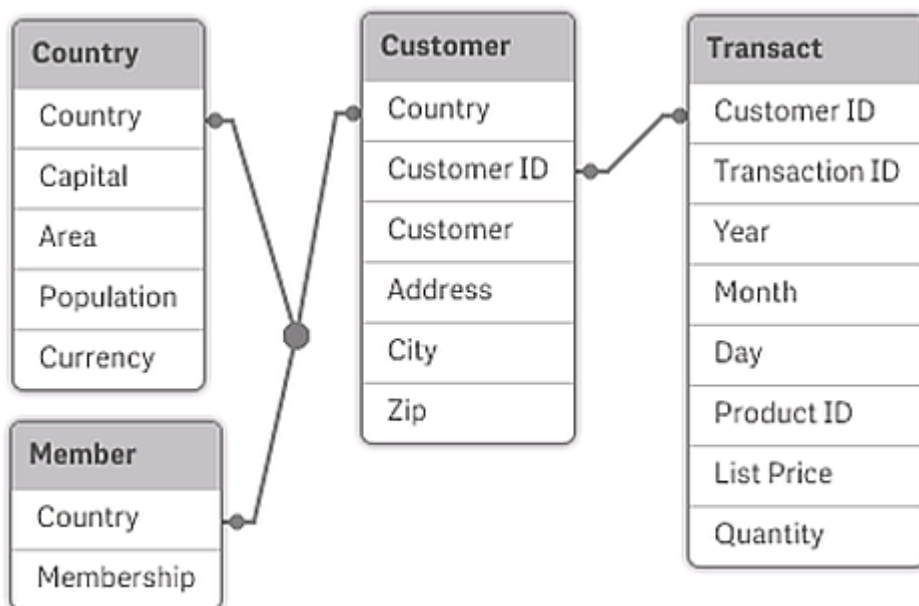 Country
Country
Capital
Area
Population
Currency
Member
Country
Membership
Customer
Country
Customer ID
Customer
Address
City
Zip
Transact
Customer ID
Transaction ID
Year
Month
Day
Product ID
List Price
Quantity